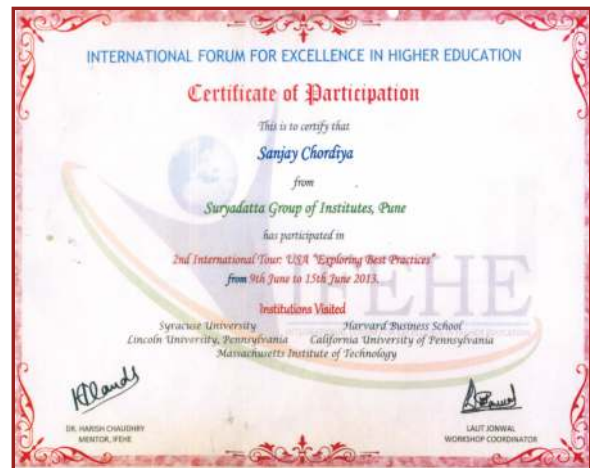 INTERNATIONAL FORUM FOR EXCELLENCE IN HIGHER EDUCATION
Certificate of Participation
This is to certify that
Sanjay Chordiya
from
Suryadatta Group of Institutes, Pune
has participated in
2nd International Tour: USA "Exploring Best Practices"
from 9th June to 15th June 2013.
IFEHE
Institutions Visited
Syracuse University Harvard Business School
Lincoln University, Pennsylvania California University of Pennsylvania
Massachusetts Institute of Technology
DR. HARISH CHAUDHRY LALIT JONWAL
MENTOR, IFEHE WORKSHOP COORDINATOR